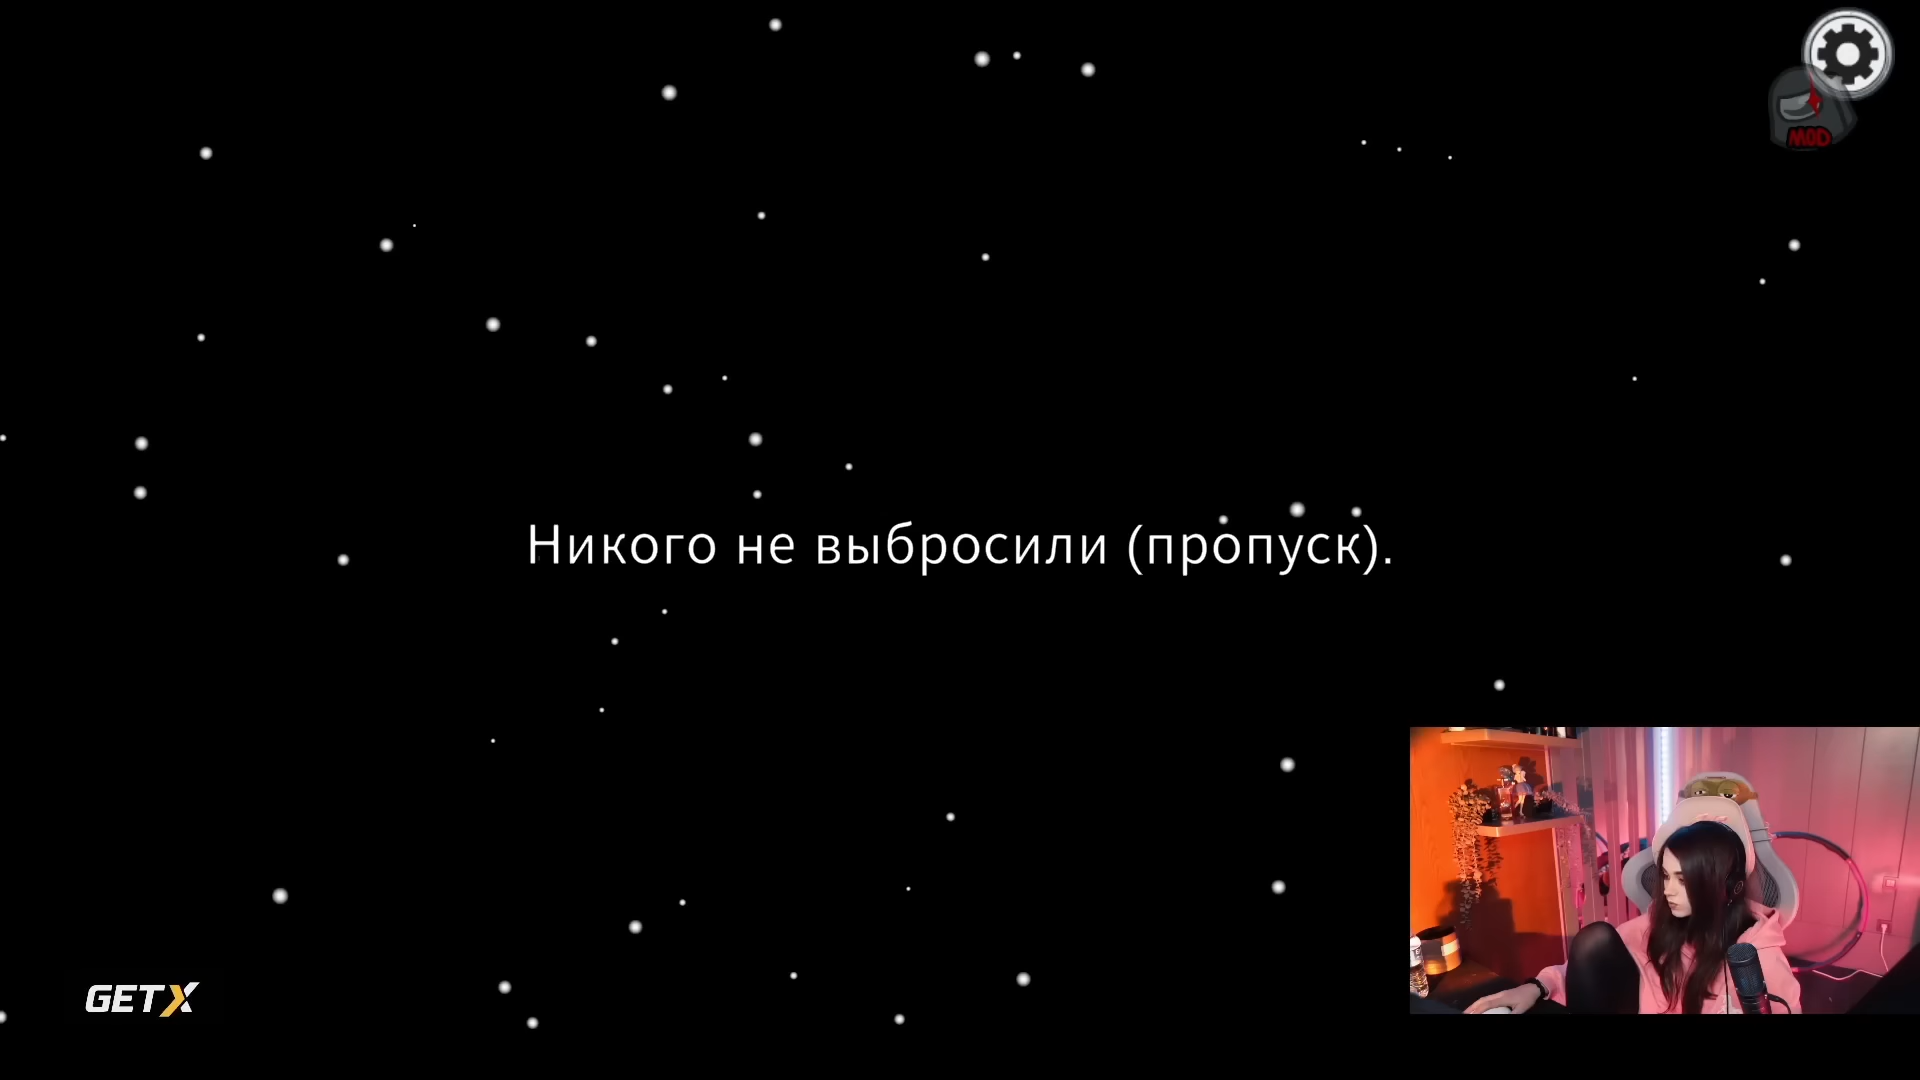 MOD
Никого не выбросили (пропуск).
GETX